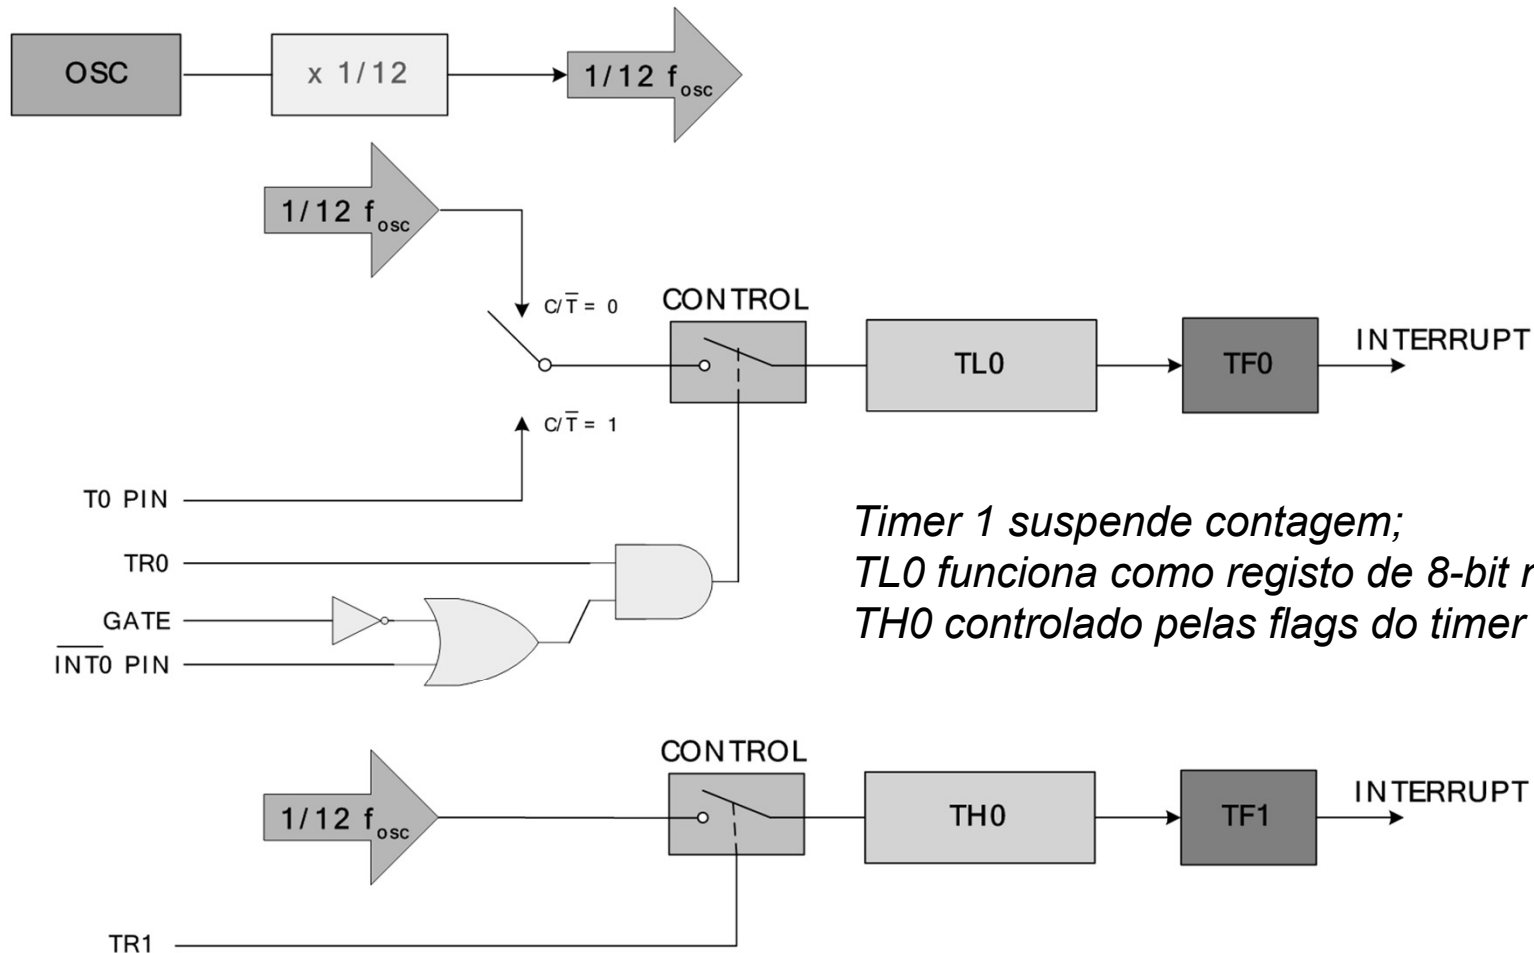 OSC
x 1/12
1/12 fosc
1/12 fosc
C/T̅ = 0
CONTROL
TL0
TF0
INTERRUPT
C/T̅ = 1
T0 PIN
TR0
GATE
I̅N̅T̅0̅ PIN
Timer 1 suspende contagem;
TL0 funciona como registo de 8-bit
TH0 controlado pelas flags do timer
CONTROL
1/12 fosc
TH0
TF1
INTERRUPT
TR1